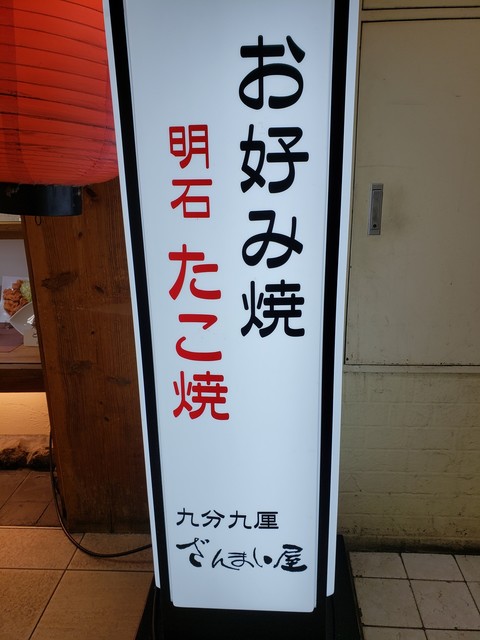 お好み焼
明石 たこ焼
九分九厘
ざんまい屋